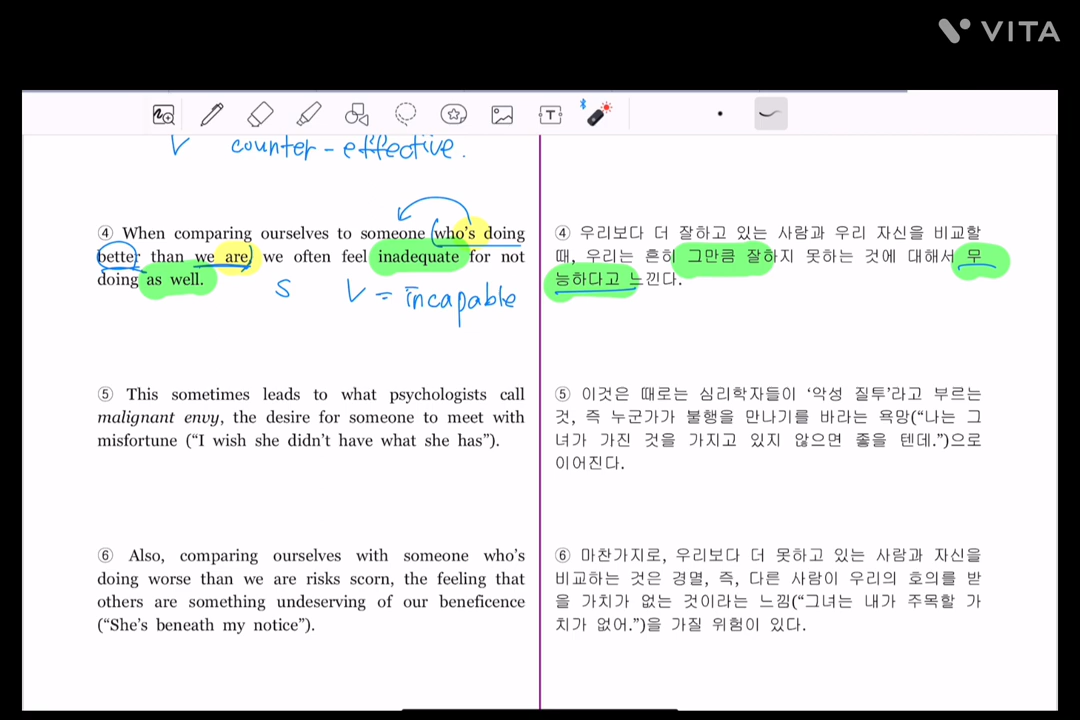 VITA
V counter-effective.
④ When comparing ourselves to someone (who's doing
better than we are) we often feel inadequate for not
doing as well.
S V = incapable
④ 우리보다 더 잘하고 있는 사람과 우리 자신을 비교할
때, 우리는 흔히 그만큼 잘하지 못하는 것에 대해서 무
능하다고 느낀다.
⑤ This sometimes leads to what psychologists call
malignant envy, the desire for someone to meet with
misfortune (“I wish she didn't have what she has”).
⑤ 이것은 때로는 심리학자들이 ‘악성 질투’라고 부르는
것, 즉 누군가가 불행을 만나기를 바라는 욕망(“나는 그
녀가 가진 것을 가지고 있지 않으면 좋을 텐데.”)으로
이어진다.
⑥ Also, comparing ourselves with someone who's
doing worse than we are risks scorn, the feeling that
others are something undeserving of our beneficence
(“She's beneath my notice”).
⑥ 마찬가지로, 우리보다 더 못하고 있는 사람과 자신을
비교하는 것은 경멸, 즉, 다른 사람이 우리의 호의를 받
을 가치가 없는 것이라는 느낌(“그녀는 내가 주목할 가
치가 없어.”)을 가질 위험이 있다.